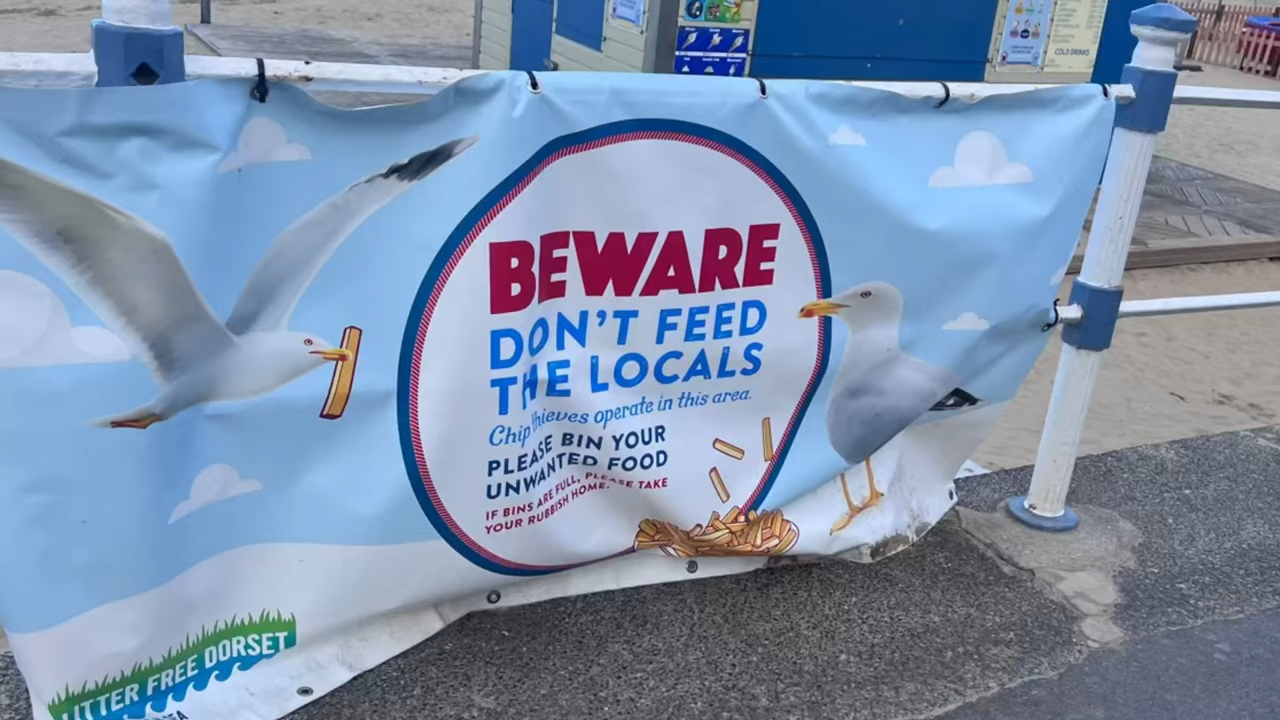 BEWARE
DON'T FEED
THE LOCALS
Chip thieves operate in this area.
PLEASE BIN YOUR
UNWANTED FOOD
IF BINS ARE FULL, PLEASE TAKE
YOUR RUBBISH HOME.
LITTER FREE DORSET
COLD DRINKS